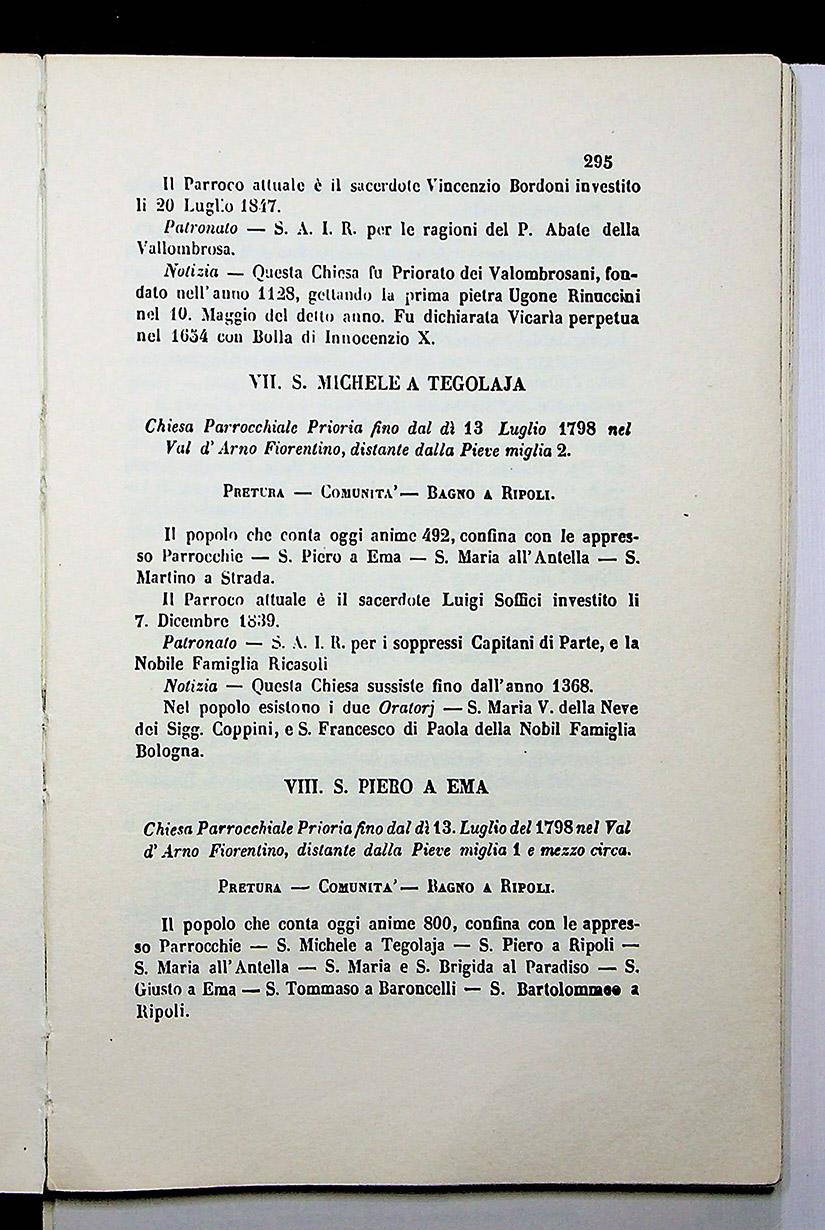 295
Il Parroco attuale è il sacerdote Vincenzio Bordoni investito
li 20 Luglio 1847.
Patronato — S. A. I. R. per le ragioni del P. Abate della
Vallombrosa.
Notizia — Questa Chiesa fu Priorato dei Valombrosani, fon-
dato nell'anno 1128, gettando la prima pietra Ugone Rinuccini
nel 10. Maggio del detto anno. Fu dichiarata Vicarìa perpetua
nel 1654 con Bolla di Innocenzio X.
VII. S. MICHELE A TEGOLAJA
Chiesa Parrocchiale Prioria fino dal dì 13 Luglio 1798 nel
Val d'Arno Fiorentino, distante dalla Pieve miglia 2.
PRETURA — COMUNITA' — BAGNO A RIPOLI.
Il popolo che conta oggi anime 492, confina con le appres-
so Parrocchie — S. Piero a Ema — S. Maria all'Antella — S.
Martino a Strada.
Il Parroco attuale è il sacerdote Luigi Soffici investito li
7. Dicembre 1839.
Patronato — S. A. I. R. per i soppressi Capitani di Parte, e la
Nobile Famiglia Ricasoli
Notizia — Questa Chiesa sussiste fino dall'anno 1368.
Nel popolo esistono i due Oratorj — S. Maria V. della Neve
dei Sigg. Coppini, e S. Francesco di Paola della Nobil Famiglia
Bologna.
VIII. S. PIERO A EMA
Chiesa Parrocchiale Prioria fino dal dì 13. Luglio del 1798 nel Val
d'Arno Fiorentino, distante dalla Pieve miglia 1 e mezzo circa.
PRETURA — COMUNITA' — BAGNO A RIPOLI.
Il popolo che conta oggi anime 800, confina con le appres-
so Parrocchie — S. Michele a Tegolaja — S. Piero a Ripoli —
S. Maria all'Antella — S. Maria e S. Brigida al Paradiso — S.
Giusto a Ema — S. Tommaso a Baroncelli — S. Bartolommeo a
Ripoli.